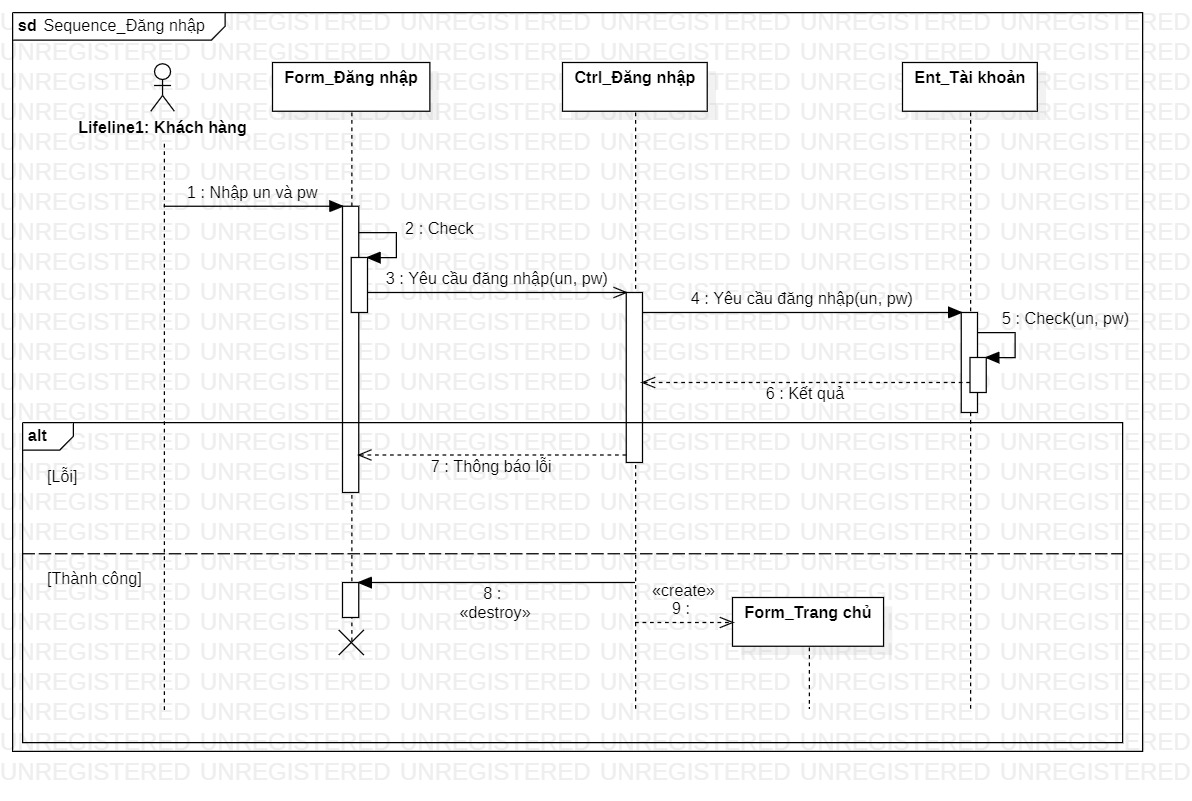 sd Sequence_Đăng nhập
Lifeline1: Khách hàng
Form_Đăng nhập
Ctrl_Đăng nhập
Ent_Tài khoản
1 : Nhập un và pw
2 : Check
3 : Yêu cầu đăng nhập(un, pw)
4 : Yêu cầu đăng nhập(un, pw)
5 : Check(un, pw)
6 : Kết quả
alt
7 : Thông báo lỗi
[Lỗi]
[Thành công]
8 :
«destroy»
«create»
9 :
Form_Trang chủ
UNREGISTERED UNREGISTERED UNREGISTERED UNREGISTERED UNREGISTERED UNREGISTERED